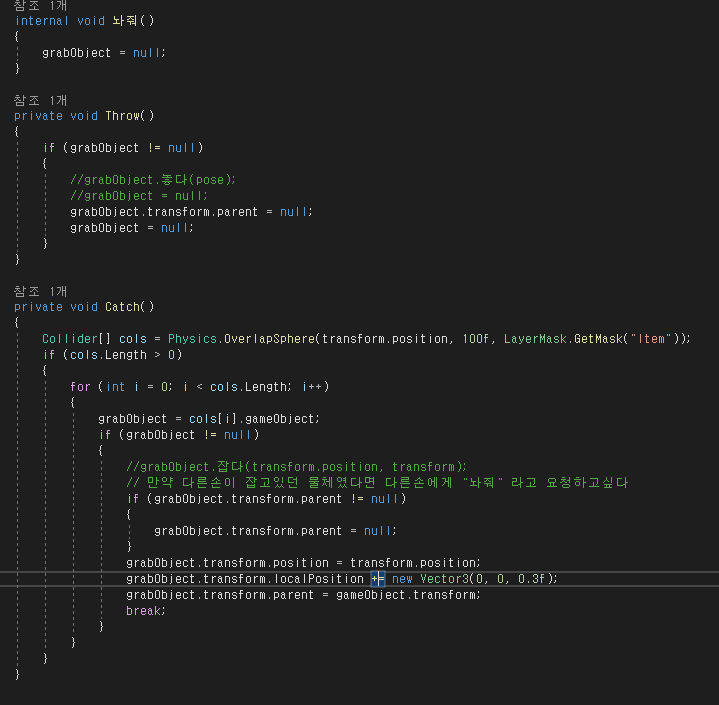 참조 1개
internal void 놔줘()
{
grabObject = null;
}
참조 1개
private void Throw()
{
if (grabObject != null)
{
//grabObject.놓다(pose);
//grabObject = null;
grabObject.transform.parent = null;
grabObject = null;
}
}
참조 1개
private void Catch()
{
Collider[] cols = Physics.OverlapSphere(transform.position, 100f, LayerMask.GetMask("Item"));
if (cols.Length > 0)
{
for (int i = 0; i < cols.Length; i++)
{
grabObject = cols[i].gameObject;
if (grabObject != null)
{
//grabObject.잡다(transform.position, transform);
// 만약 다른손이 잡고있던 물체였다면 다른손에게 "놔줘" 라고 요청하고싶다
if (grabObject.transform.parent != null)
{
grabObject.transform.parent = null;
}
grabObject.transform.position = transform.position;
grabObject.transform.localPosition += new Vector3(0, 0, 0.3f);
grabObject.transform.parent = gameObject.transform;
break;
}
}
}
}